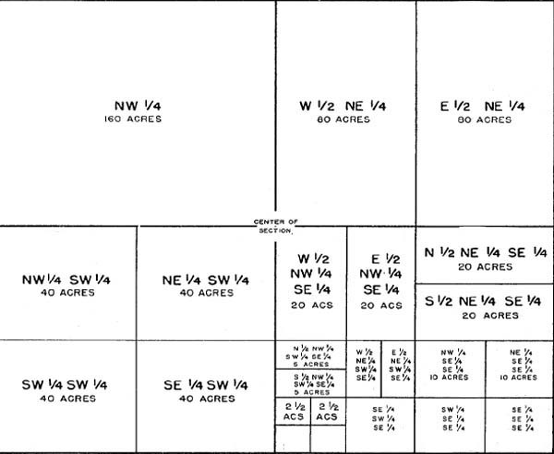 NW 1/4
160 ACRES
W 1/2 NE 1/4
80 ACRES
E 1/2 NE 1/4
80 ACRES
CENTER OF
SECTION
NW 1/4 SW 1/4
40 ACRES
NE 1/4 SW 1/4
40 ACRES
W 1/2
NW 1/4
SE 1/4
20 ACS
E 1/2
NW 1/4
SE 1/4
20 ACS
N 1/2 NE 1/4 SE 1/4
20 ACRES
S 1/2 NE 1/4 SE 1/4
20 ACRES
SW 1/4 SW 1/4
40 ACRES
SE 1/4 SW 1/4
40 ACRES
N 1/2 NW 1/4
SW 1/4 SE 1/4
5 ACRES
S 1/2 NW 1/4
SW 1/4 SE 1/4
5 ACRES
W 1/2
NE 1/4
SW 1/4
SE 1/4
E 1/2
NE 1/4
SW 1/4
SE 1/4
NW 1/4
SE 1/4
SE 1/4
10 ACRES
NE 1/4
SE 1/4
SE 1/4
10 ACRES
2 1/2
ACS
2 1/2
ACS
SE 1/4
SW 1/4
SE 1/4
SW 1/4
SE 1/4
SE 1/4
SE 1/4
SE 1/4
SE 1/4